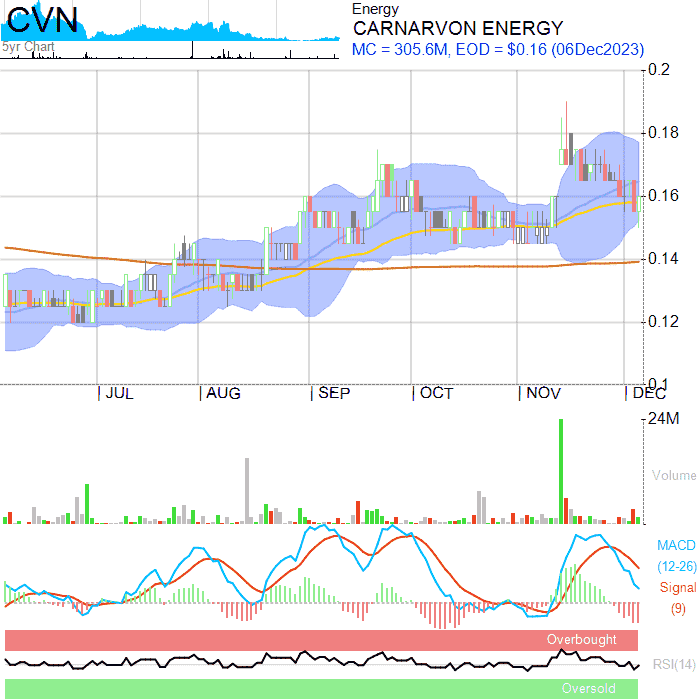 CVN
5yr Chart
Energy
CARNARVON ENERGY
MC = 305.6M, EOD = $0.16 (06Dec2023)
0.2
0.18
0.16
0.14
0.12
0.1
JUL AUG SEP OCT NOV DEC
24M
Volume
MACD
(12-26)
Signal
(9)
Overbought
RSI(14)
Oversold